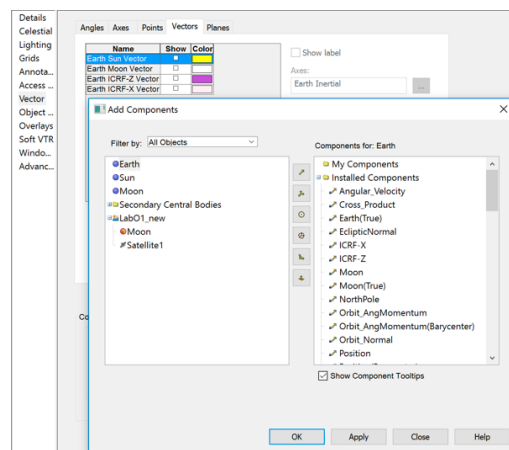 Details
Celestial
Lighting
Grids
Annota...
Access ...
Vector
Object ...
Overlays
Soft VTR
Windo...
Advanc...
Angles Axes Points Vectors Planes
Name Show Color
Earth Sun Vector
Earth Moon Vector
Earth ICRF-Z Vector
Earth ICRF-X Vector
Show label
Axes:
Earth Inertial
...
Co
Add Components
Filter by: All Objects
Earth
Sun
Moon
Secondary Central Bodies
LabO1_new
Moon
Satellite1
Components for: Earth
My Components
Installed Components
Angular_Velocity
Cross_Product
Earth(True)
EclipticNormal
ICRF-X
ICRF-Z
Moon
Moon(True)
NorthPole
Orbit_AngMomentum
Orbit_AngMomentum(Barycenter)
Orbit_Normal
Position
Show Component Tooltips
OK Apply Close Help